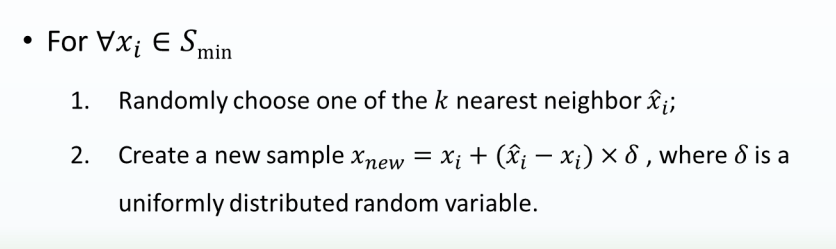 • For ∀xᵢ ∈ S_min
1. Randomly choose one of the k nearest neighbor x̂ᵢ;
2. Create a new sample x_new = xᵢ + (x̂ᵢ − xᵢ) × δ , where δ is a
uniformly distributed random variable.